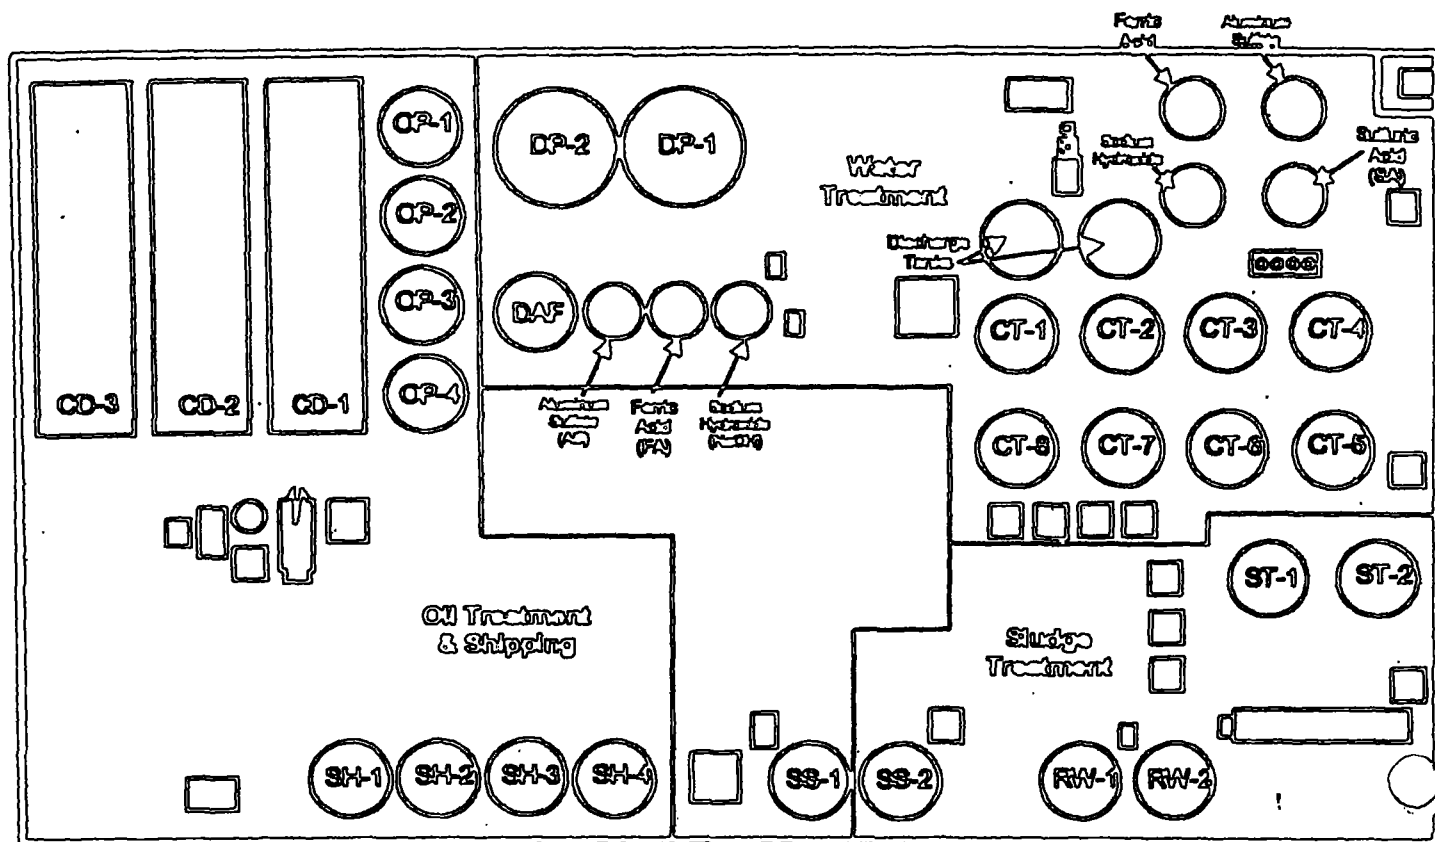 Ferric
Acid
Aluminum
Sulfate
OP-1
DP-2
DP-1
Sodium
Hydroxide
Sulfuric
Acid
(SA)
Water
Treatment
OP-2
Discharge
Tanks
OP-3
DAF
CT-1
CT-2
CT-3
CT-4
CD-3
CD-2
CD-1
OP-4
Aluminum
Sulfate
(AS)
Ferric
Acid
(FA)
Sodium
Hydroxide
(NaOH)
CT-8
CT-7
CT-6
CT-5
ST-1
ST-2
Oil Treatment
& Shipping
Sludge
Treatment
SH-1
SH-2
SH-3
SH-4
SS-1
SS-2
RW-1
RW-2